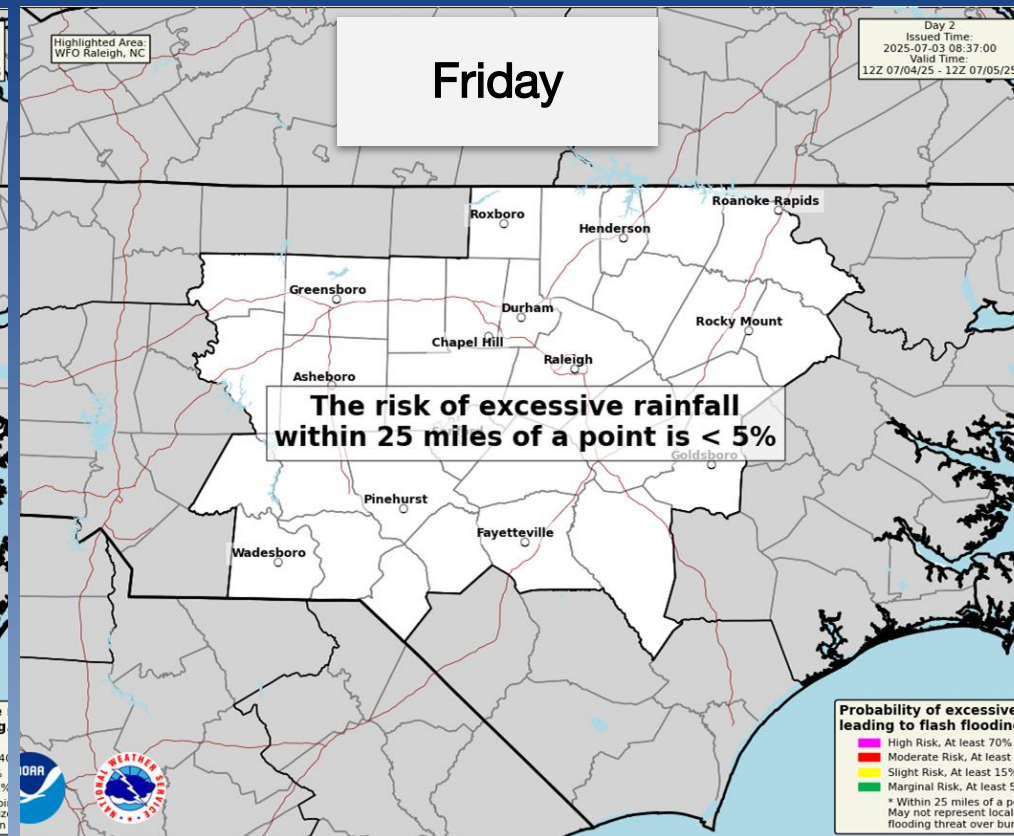 Friday
Highlighted Area:
WFO Raleigh, NC
Day 2
Issued Time:
2025-07-03 08:37:00
Valid Time:
12Z 07/04/25 - 12Z 07/05/25
Roanoke Rapids
Roxboro
Henderson
Greensboro
Durham
Rocky Mount
Chapel Hill
Raleigh
Asheboro
The risk of excessive rainfall
within 25 miles of a point is < 5%
Goldsboro
Pinehurst
Fayetteville
Wadesboro
Probability of excessive
leading to flash flooding
High Risk, At least 70%
Moderate Risk, At least
Slight Risk, At least 15%
Marginal Risk, At least 5
* Within 25 miles of a
May not represent local
flooding threat over
NATIONAL WEATHER SERVICE